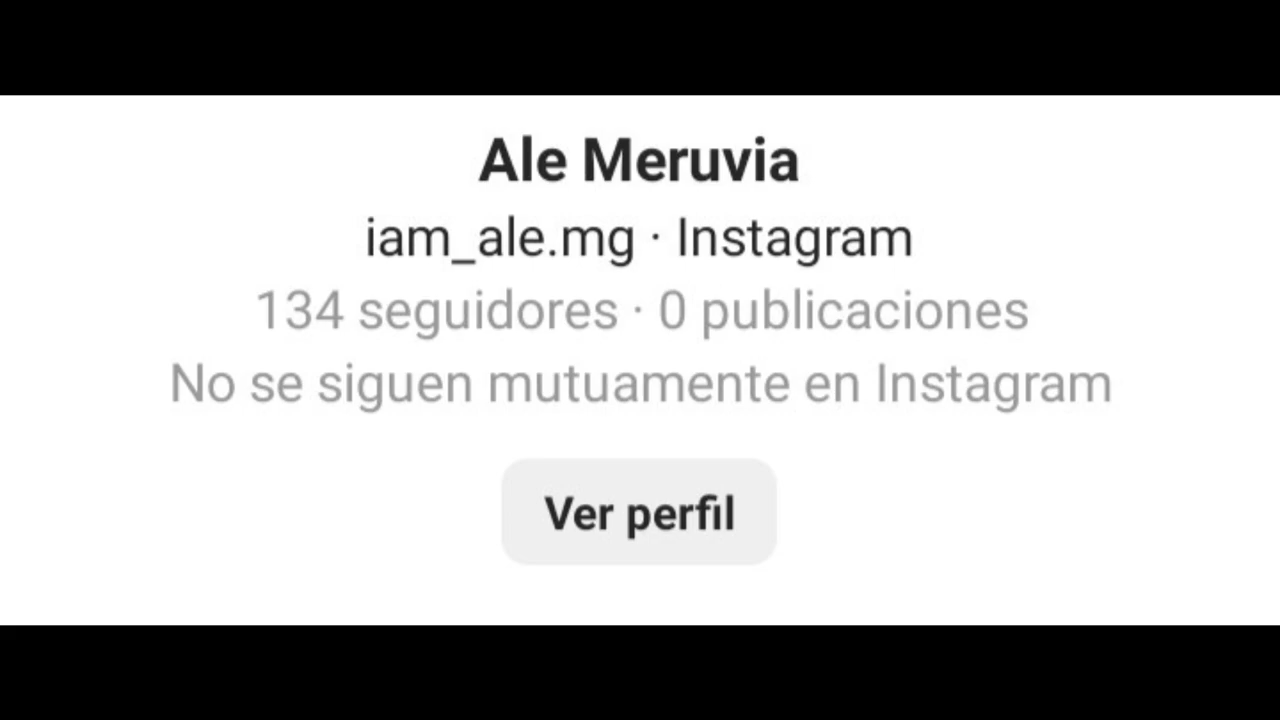 Ale Meruvia
iam_ale.mg · Instagram
134 seguidores · 0 publicaciones
No se siguen mutuamente en Instagram
Ver perfil